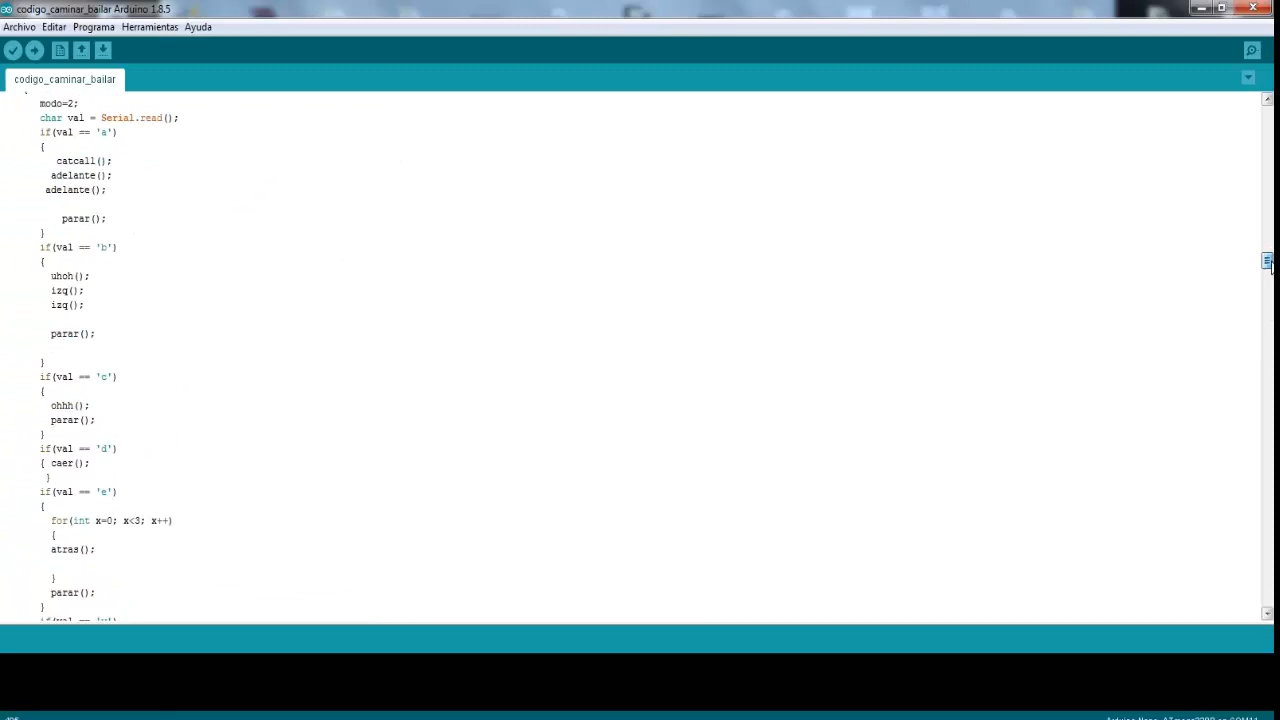 codigo_caminar_bailar Arduino 1.8.5
Archivo Editar Programa Herramientas Ayuda
codigo_caminar_bailar
modo=2;
char val = Serial.read();
if(val == 'a')
{
catcall();
adelante();
adelante();
parar();
}
if(val == 'b')
{
uhoh();
izq();
izq();
parar();
}
if(val == 'c')
{
ohhh();
parar();
}
if(val == 'd')
{ caer();
}
if(val == 'e')
{
for(int x=0; x<3; x++)
{
atras();
}
parar();
}